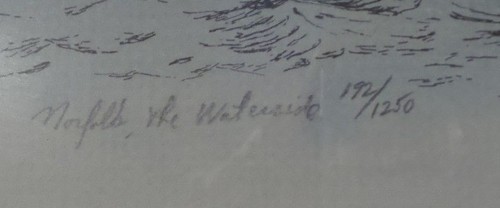 Norfolk, the Waterside 192/1250